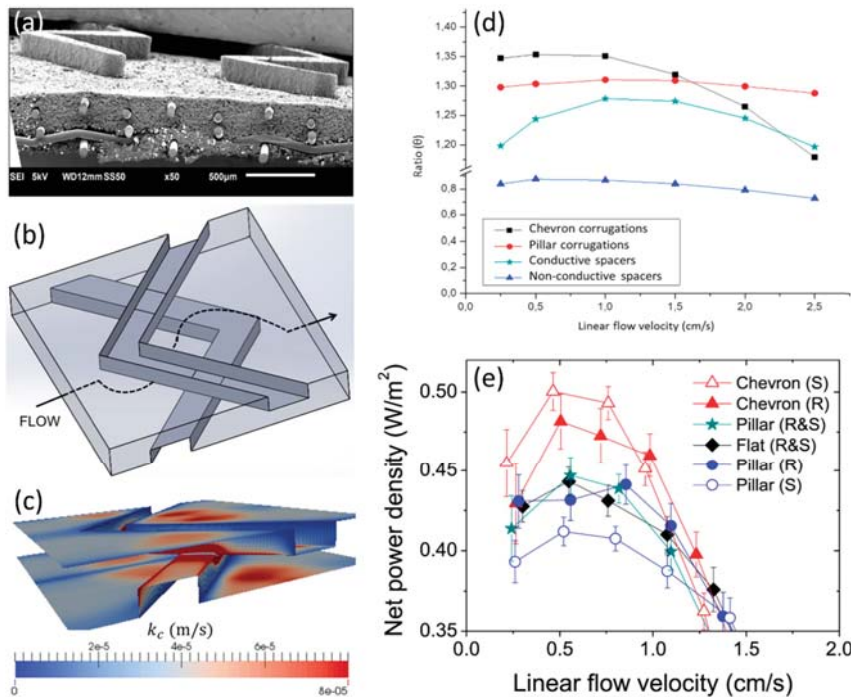 (a)
SEI 5kV WD12mm SS50 x50 500µm
(b)
FLOW
(c)
k_c (m/s)
2e-5 4e-5 6e-5
0 8e-05
(d)
Ratio (θ)
1,40
1,35
1,30
1,25
1,20
0,8
0,6
0,4
0,2
0,0
Chevron corrugations
Pillar corrugations
Conductive spacers
Non-conductive spacers
0,0 0,5 1,0 1,5 2,0 2,5
Linear flow velocity (cm/s)
(e)
Net power density (W/m²)
0.50
0.45
0.40
0.35
Chevron (S)
Chevron (R)
Pillar (R&S)
Flat (R&S)
Pillar (R)
Pillar (S)
0.0 0.5 1.0 1.5 2.0
Linear flow velocity (cm/s)